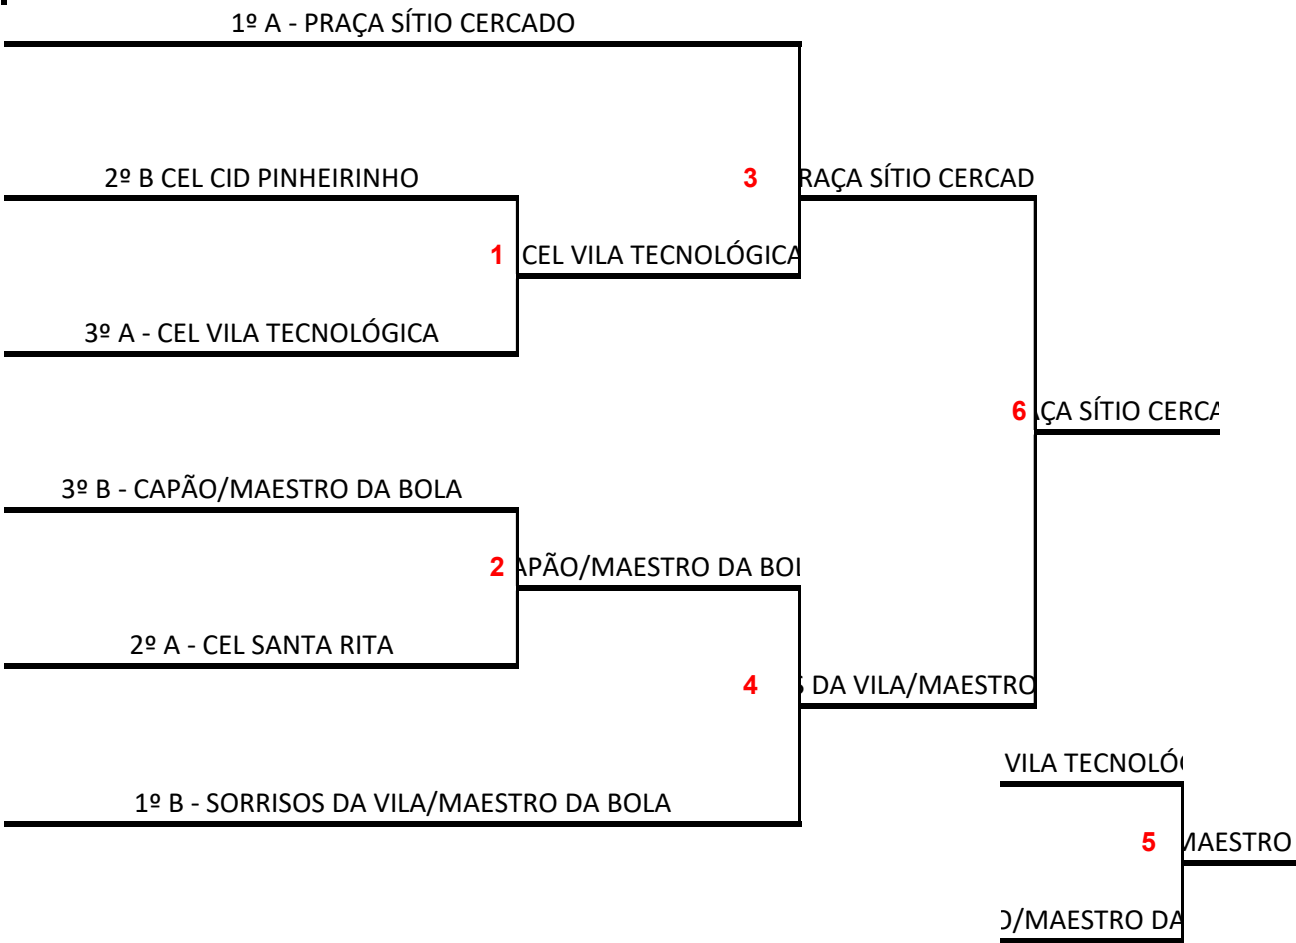 1º A - PRAÇA SÍTIO CERCADO
2º B CEL CID PINHEIRINHO
3
RAÇA SÍTIO CERCAD
1
CEL VILA TECNOLÓGICA
3º A - CEL VILA TECNOLÓGICA
6
ÇA SÍTIO CERCA
3º B - CAPÃO/MAESTRO DA BOLA
2
APÃO/MAESTRO DA BOL
2º A - CEL SANTA RITA
4
S DA VILA/MAESTRO
VILA TECNOLÓG
1º B - SORRISOS DA VILA/MAESTRO DA BOLA
5
MAESTRO
O/MAESTRO DA